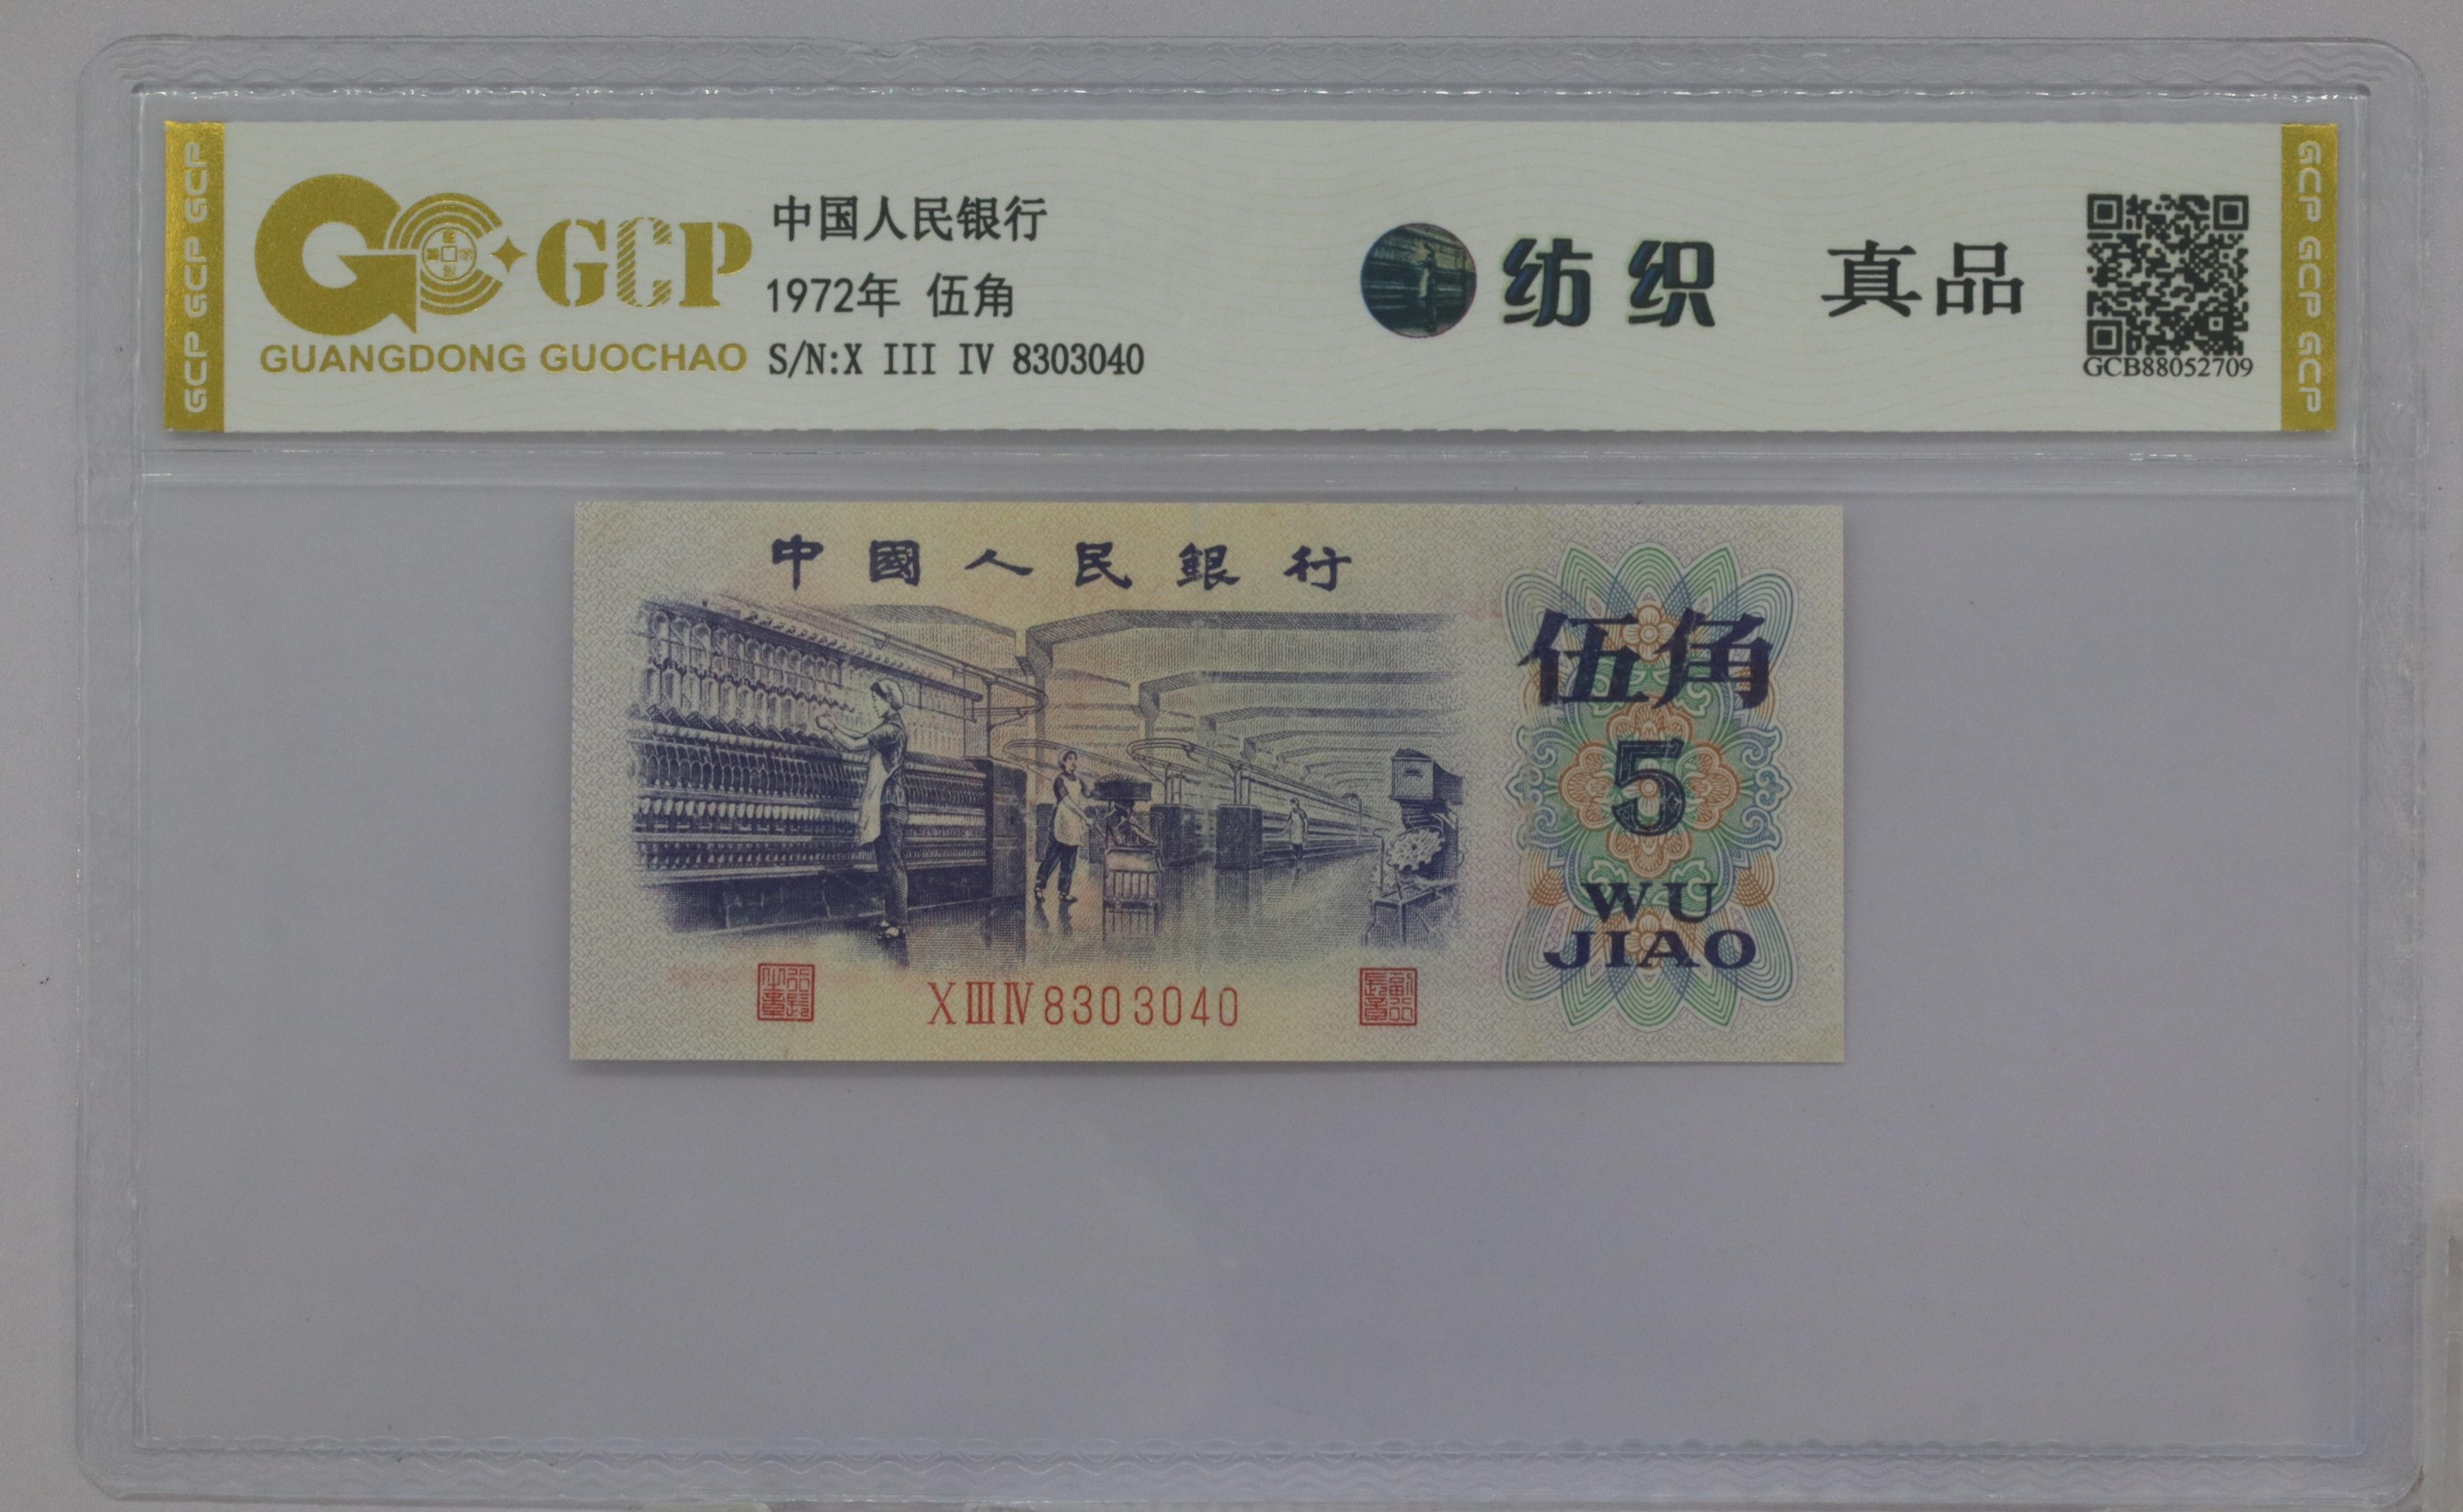 GCP GCP GCP
GCP
GUANGDONG GUOCHAO
中国人民银行
1972年 伍角
S/N:X III IV 8303040
纺织 真品
GCB88052709
GCP GCP GCP
中國人民銀行
伍角
5
WU
JIAO
XⅢⅣ8303040